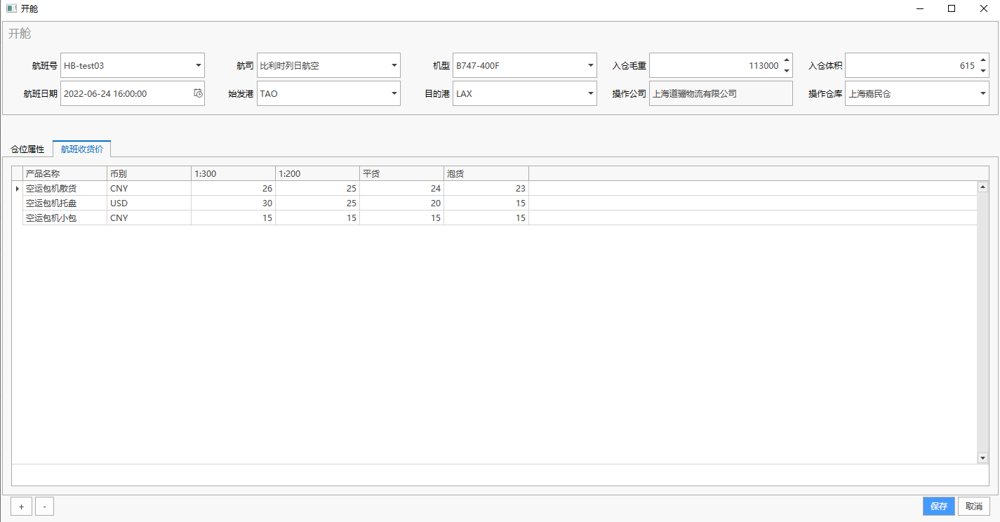 开舱
开舱
航班号 HB-test03 航司 比利时列日航空 机型 B747-400F 入仓毛重 113000 入仓体积 615
航班日期 2022-06-24 16:00:00 始发港 TAO 目的港 LAX 操作公司 上海道骊物流有限公司 操作仓库 上海嘉民仓
仓位属性 航班收货价
产品名称 币别 1:300 1:200 平货 泡货
空运包机散货 CNY 26 25 24 23
空运包机托盘 USD 30 25 20 15
空运包机小包 CNY 15 15 15 15
+ - 保存 取消